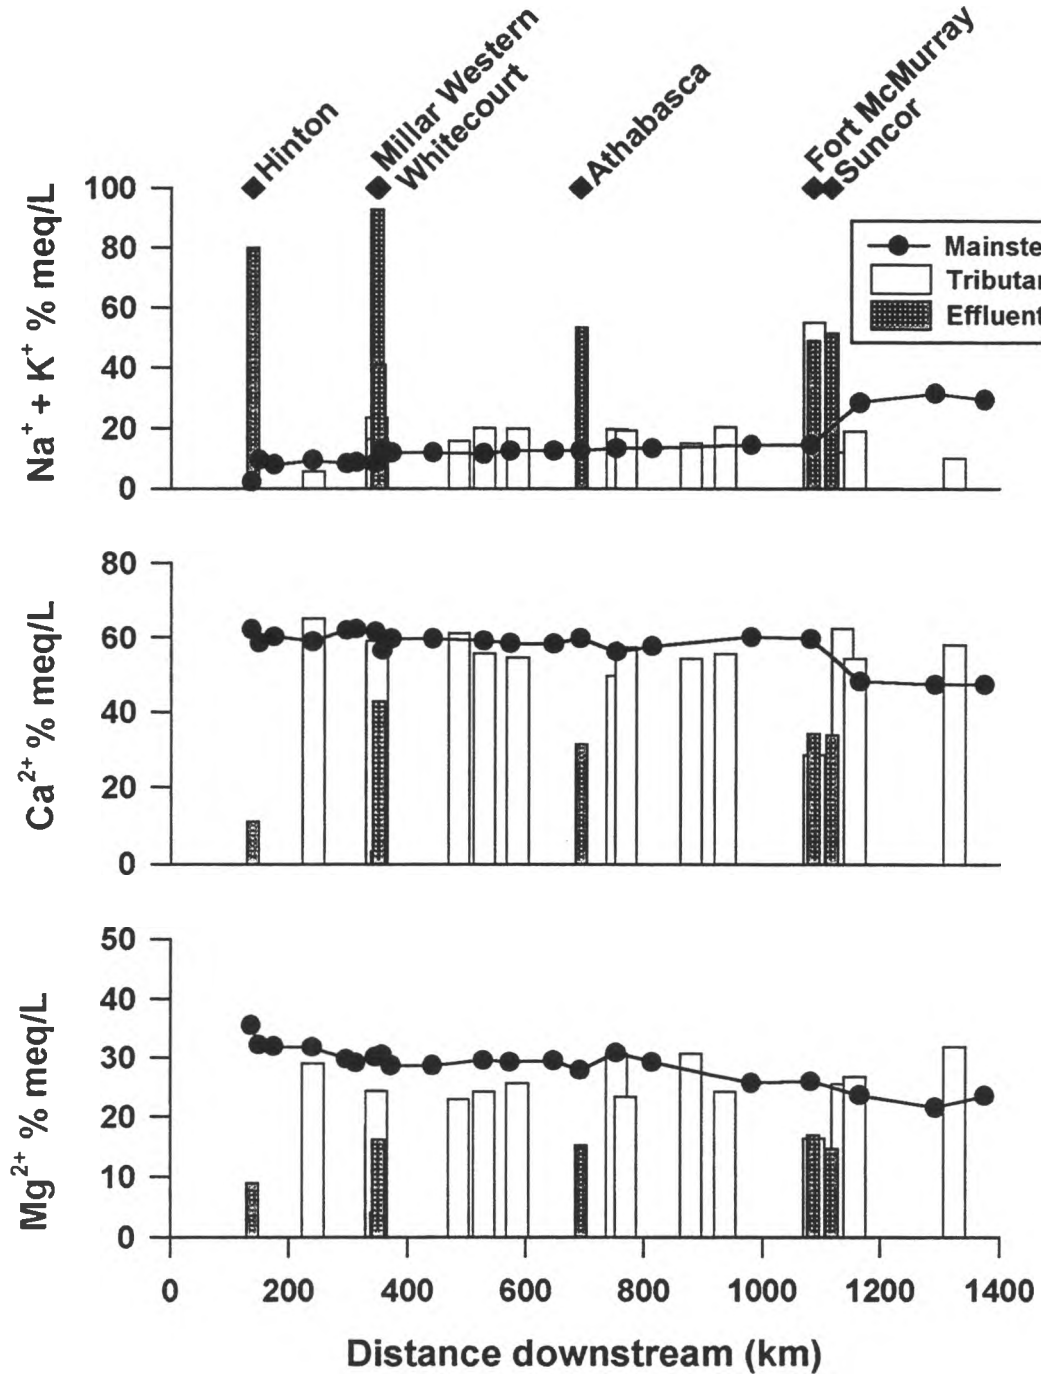 Hinton
Millar Western
Whitecourt
Athabasca
Fort McMurray
Suncor
Na⁺ + K⁺ % meq/L
100
80
60
40
20
0
Mainste
Tributar
Effluent
Ca²⁺ % meq/L
80
60
40
20
0
Mg²⁺ % meq/L
50
40
30
20
10
0
0 200 400 600 800 1000 1200 1400
Distance downstream (km)